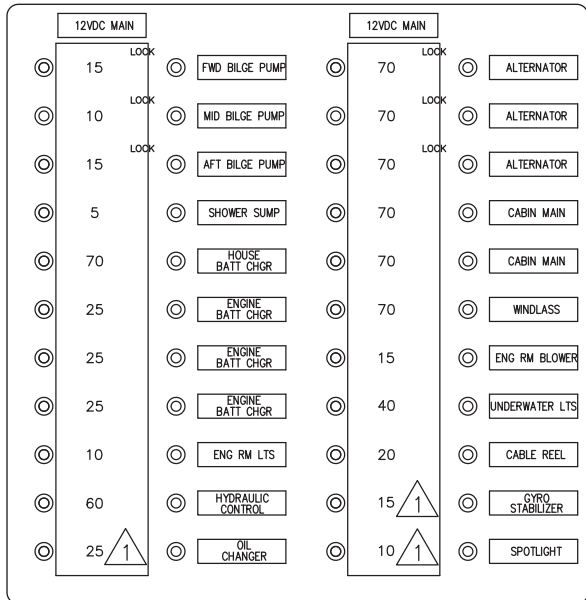 12VDC MAIN
15 LOCK FWD BILGE PUMP
10 LOCK MID BILGE PUMP
15 LOCK AFT BILGE PUMP
5 SHOWER SUMP
70 HOUSE
BATT CHGR
25 ENGINE
BATT CHGR
25 ENGINE
BATT CHGR
25 ENGINE
BATT CHGR
10 ENG RM LTS
60 HYDRAULIC
CONTROL
25 1 OIL
CHANGER
12VDC MAIN
70 LOCK ALTERNATOR
70 LOCK ALTERNATOR
70 LOCK ALTERNATOR
70 CABIN MAIN
70 CABIN MAIN
70 WINDLASS
15 ENG RM BLOWER
40 UNDERWATER LTS
20 CABLE REEL
15 1 GYRO
STABILIZER
10 1 SPOTLIGHT